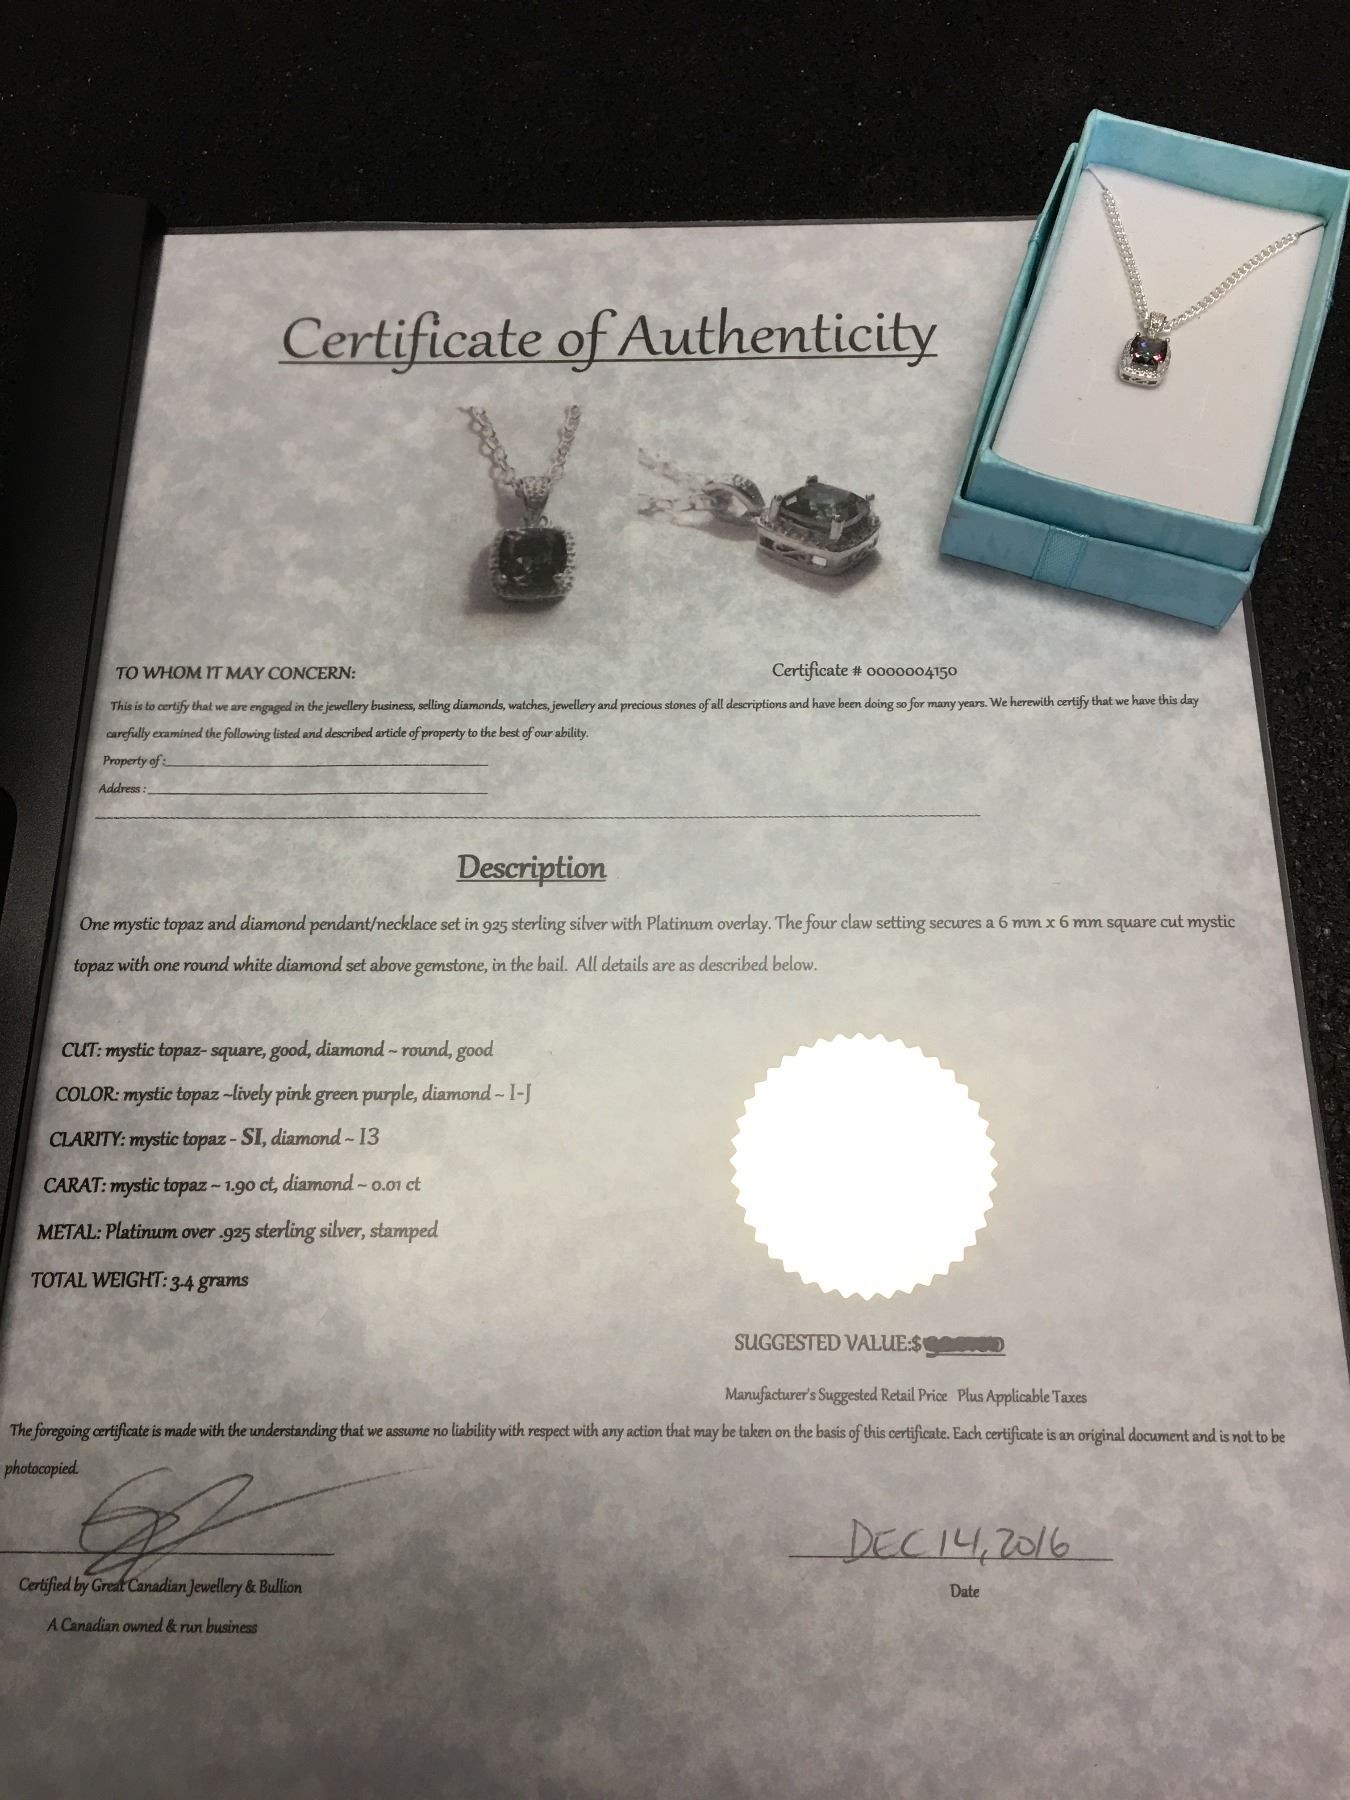 Certificate of Authenticity
TO WHOM IT MAY CONCERN:
Certificate # 0000004150
This is to certify that we are engaged in the jewellery business, selling diamonds, watches, jewellery and precious stones of all descriptions and have been doing so for many years. We herewith certify that we have this day
carefully examined the following listed and described article of property to the best of our ability.
Property of:
Address :
Description
One mystic topaz and diamond pendant/necklace set in 925 sterling silver with Platinum overlay. The four claw setting secures a 6 mm x 6 mm square cut mystic
topaz with one round white diamond set above gemstone, in the bail. All details are as described below.
CUT: mystic topaz- square, good, diamond ~ round, good
COLOR: mystic topaz ~lively pink green purple, diamond ~ I-J
CLARITY: mystic topaz - SI, diamond ~ I3
CARAT: mystic topaz ~ 1.90 ct, diamond ~ 0.01 ct
METAL: Platinum over .925 sterling silver, stamped
TOTAL WEIGHT: 3.4 grams
SUGGESTED VALUE:$
Manufacturer's Suggested Retail Price Plus Applicable Taxes
The foregoing certificate is made with the understanding that we assume no liability with respect with any action that may be taken on the basis of this certificate. Each certificate is an original document and is not to be
photocopied.
DEC 14, 2016
Certified by Great Canadian Jewellery & Bullion
Date
A Canadian owned & run business